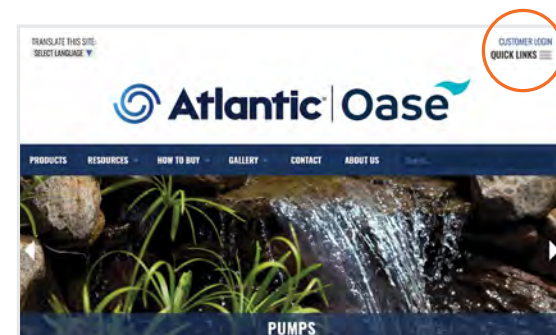 TRANSLATE THIS SITE:
SELECT LANGUAGE ▼
CUSTOMER LOGIN
QUICK LINKS
Atlantic | Oase
PRODUCTS RESOURCES HOW TO BUY GALLERY CONTACT ABOUT US Search...
PUMPS